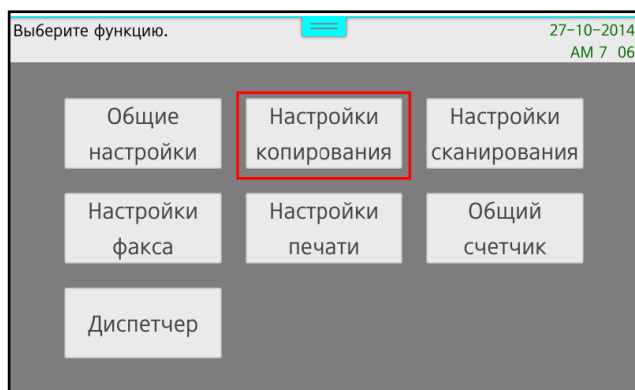 Выберите функцию.
27-10-2014
AM 7 06
Общие
настройки
Настройки
копирования
Настройки
сканирования
Настройки
факса
Настройки
печати
Общий
счетчик
Диспетчер